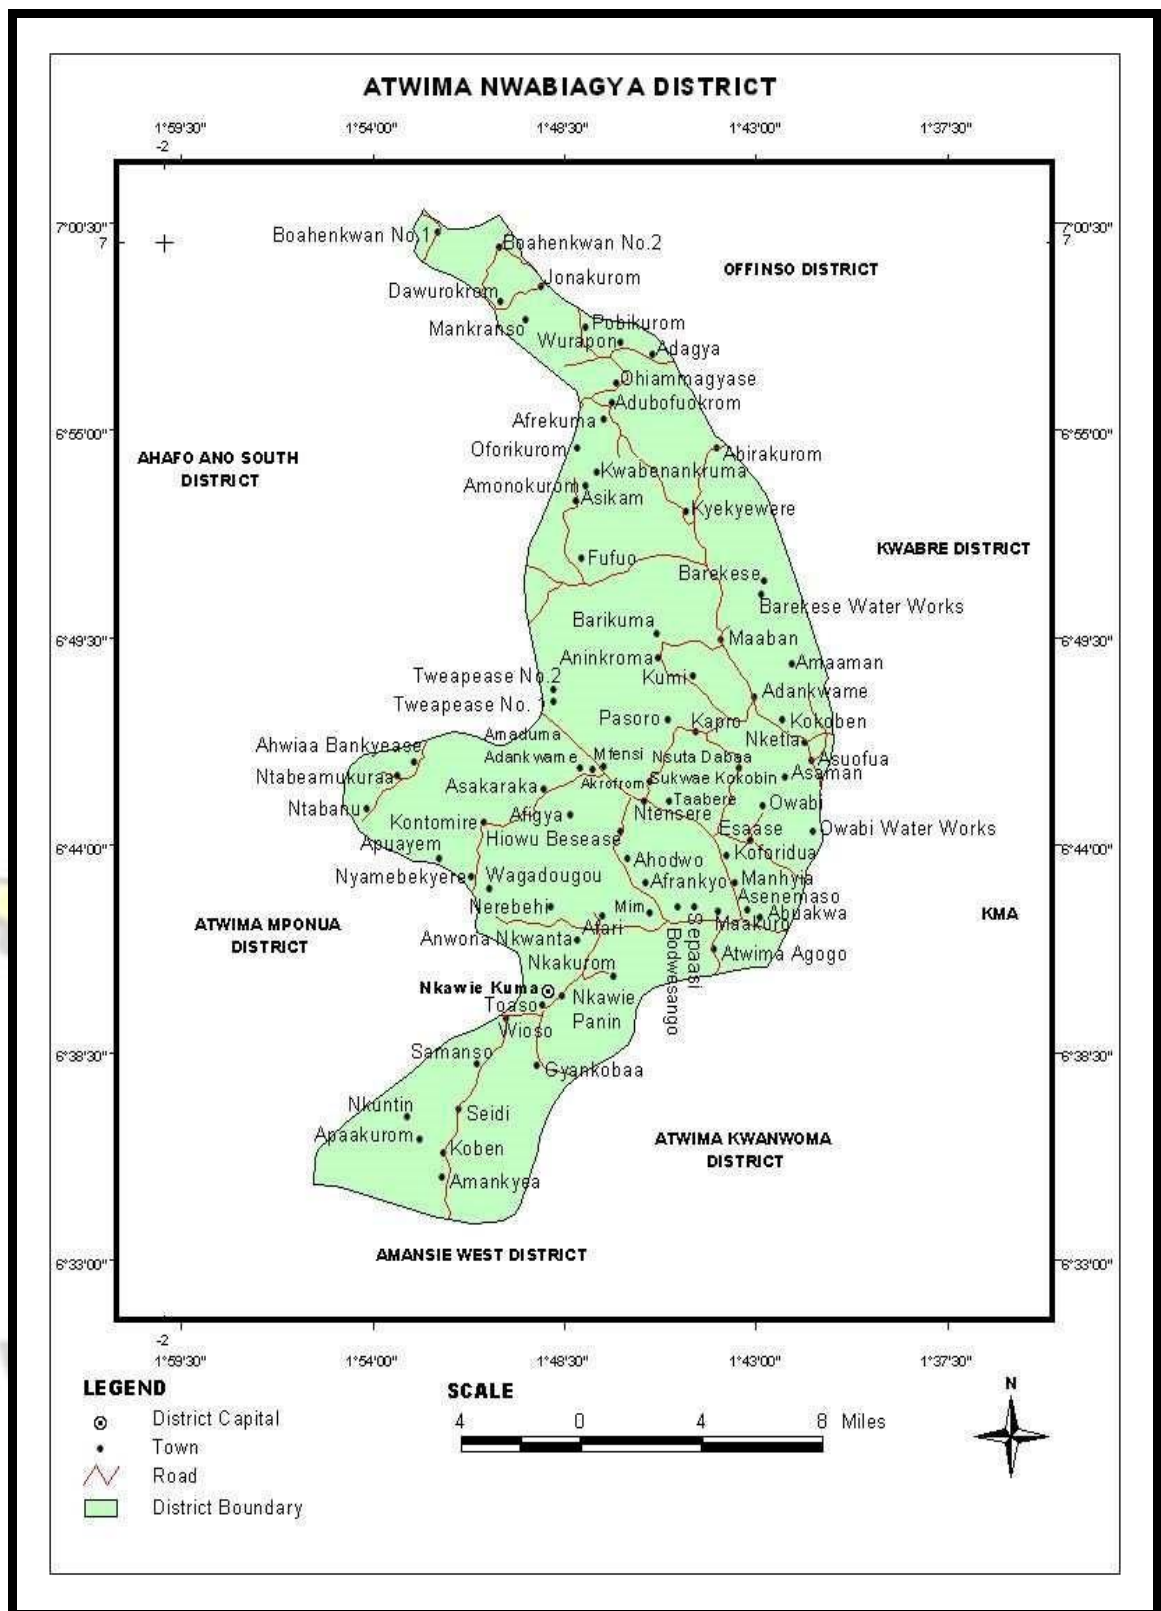 ATWIMA NWABIAGYA DISTRICT
1°59'30" 1°54'00" 1°48'30" 1°43'00" 1°37'30"
-2
7°00'30" 7°00'30"
7 7
Boahenkwan No.1
Boahenkwan No.2
OFFINSO DISTRICT
Jonakurom
Dawurokrom
Mankranso
Pobikurom
Wurapon
Adagya
Ohiammagyase
Adubofuokrom
Afrekuma
6°55'00" 6°55'00"
Oforikurom
Abirakurom
AHAFO ANO SOUTH
DISTRICT
Kwabenankruma
Amonokurom
Asikam
Kyekyewere
KWABRE DISTRICT
Fufuo
Barekese
Barekese Water Works
Barikuma
6°49'30" 6°49'30"
Maaban
Aninkroma
Amaaman
Kumi
Tweapease No.2
Adankwame
Tweapease No. 1
Pasoro
Kapro
Kokoben
Amaduma
Nketia
Ahwiaa Bankyease
Adankwame
Mfensi
Nsuta Dabaa
Asuofua
Ntabeamukuraa
Asakaraka
Akrofrom
Sukwae Kokobin
Asaman
Taabere
Owabi
Ntabanu
Kontomire
Afigya
Ntensere
Esaase
Owabi Water Works
Hiowu Besease
6°44'00" 6°44'00"
Apuayem
Koforidua
Ahodwo
Nyamebekyere
Wagadougou
Afrankyo
Manhyia
Asenemaso
Nerebehi
Mim
Abuakwa
KMA
ATWIMA MPONUA
DISTRICT
Afari
Maakuro
Sepaasi
Bodwesango
Anwona Nkwanta
Atwima Agogo
Nkakurom
Nkawie Kuma
Toaso
Nkawie
Panin
Wioso
Samanso
6°38'30" 6°38'30"
Gyankobaa
Nkuntin
Seidi
Apaakurom
Koben
ATWIMA KWANWOMA
DISTRICT
Amankyea
AMANSIE WEST DISTRICT
6°33'00" 6°33'00"
-2
1°59'30" 1°54'00" 1°48'30" 1°43'00" 1°37'30"
LEGEND
District Capital
Town
Road
District Boundary
SCALE
4 0 4 8 Miles
N